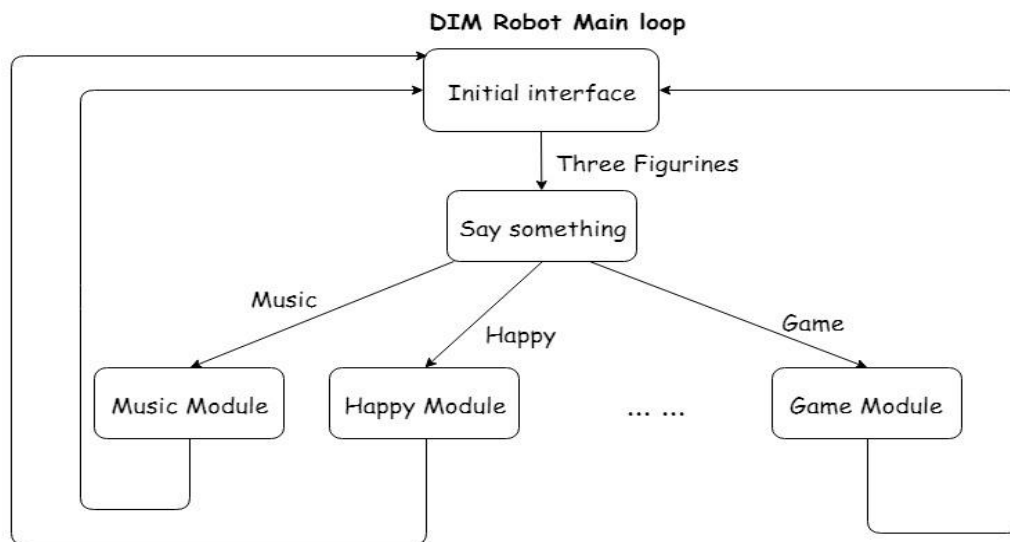 DIM Robot Main loop
Initial interface
Three Figurines
Say something
Music
Happy
Game
Music Module
Happy Module
... ...
Game Module